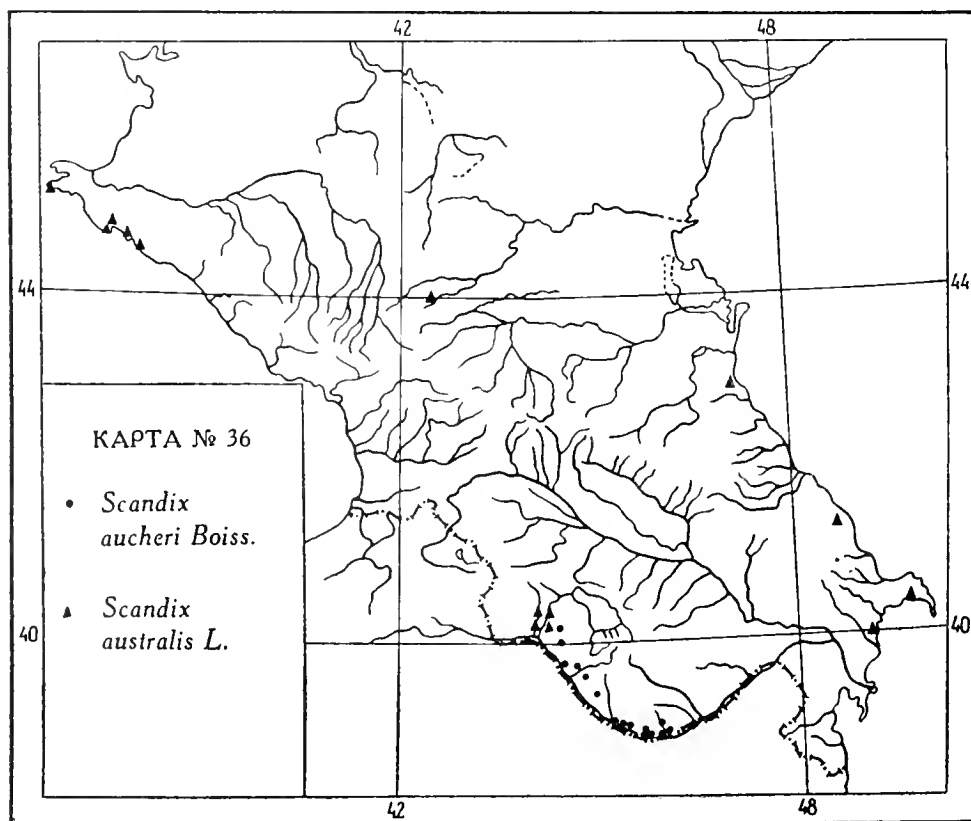 42 48
44 44
КАРТА № 36
• Scandix
aucheri Boiss.
▲ Scandix
australis L.
40 40
42 48